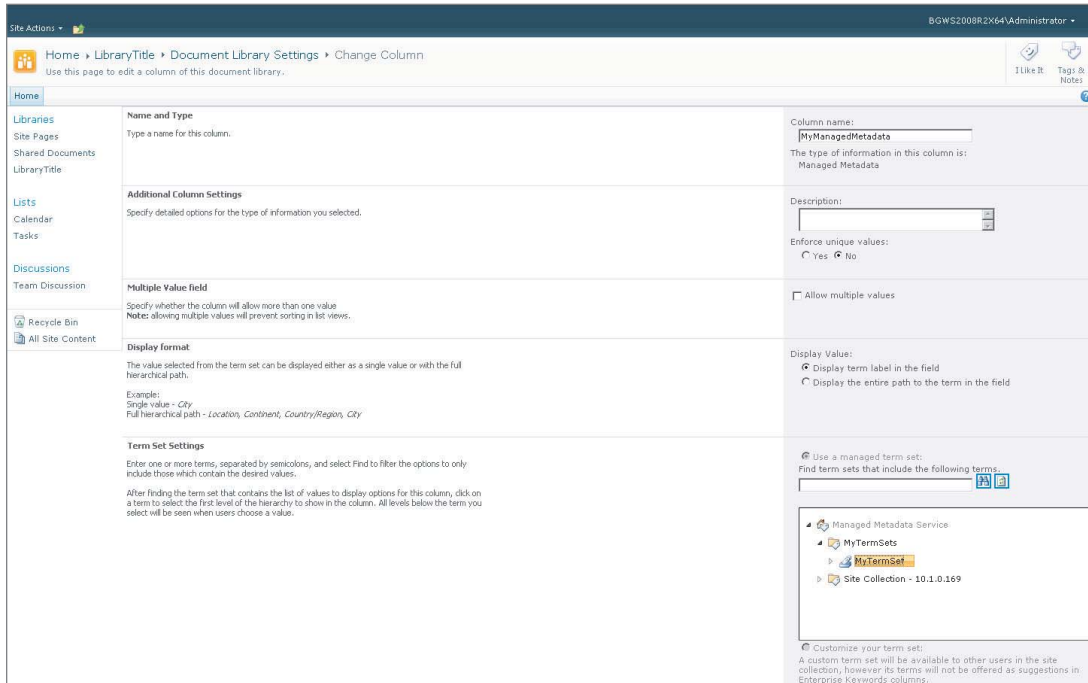 BGWS2008R2X64\Administrator
Site Actions
Home › LibraryTitle › Document Library Settings › Change Column
Use this page to edit a column of this document library.
I Like It
Tags &
Notes
Home
Libraries
Site Pages
Shared Documents
LibraryTitle
Lists
Calendar
Tasks
Discussions
Team Discussion
Recycle Bin
All Site Content
Name and Type
Type a name for this column.
Column name:
MyManagedMetadata
The type of information in this column is:
Managed Metadata
Additional Column Settings
Specify detailed options for the type of information you selected.
Description:
Enforce unique values:
Yes No
Multiple Value field
Specify whether the column will allow more than one value
Note: allowing multiple values will prevent sorting in list views.
Allow multiple values
Display format
The value selected from the term set can be displayed either as a single value or with the full
hierarchical path.
Example:
Single value - City
Full hierarchical path - Location, Continent, Country/Region, City
Display Value:
Display term label in the field
Display the entire path to the term in the field
Term Set Settings
Enter one or more terms, separated by semicolons, and select Find to filter the options to only
include those which contain the desired values.
After finding the term set that contains the list of values to display options for this column, click on
a term to select the first level of the hierarchy to show in the column. All levels below the term you
select will be seen when users choose a value.
Use a managed term set:
Find term sets that include the following terms.
Managed Metadata Service
MyTermSets
MyTermSet
Site Collection - 10.1.0.169
Customize your term set:
A custom term set will be available to other users in the site
collection, however its terms will not be offered as suggestions in
Enterprise Keywords columns.